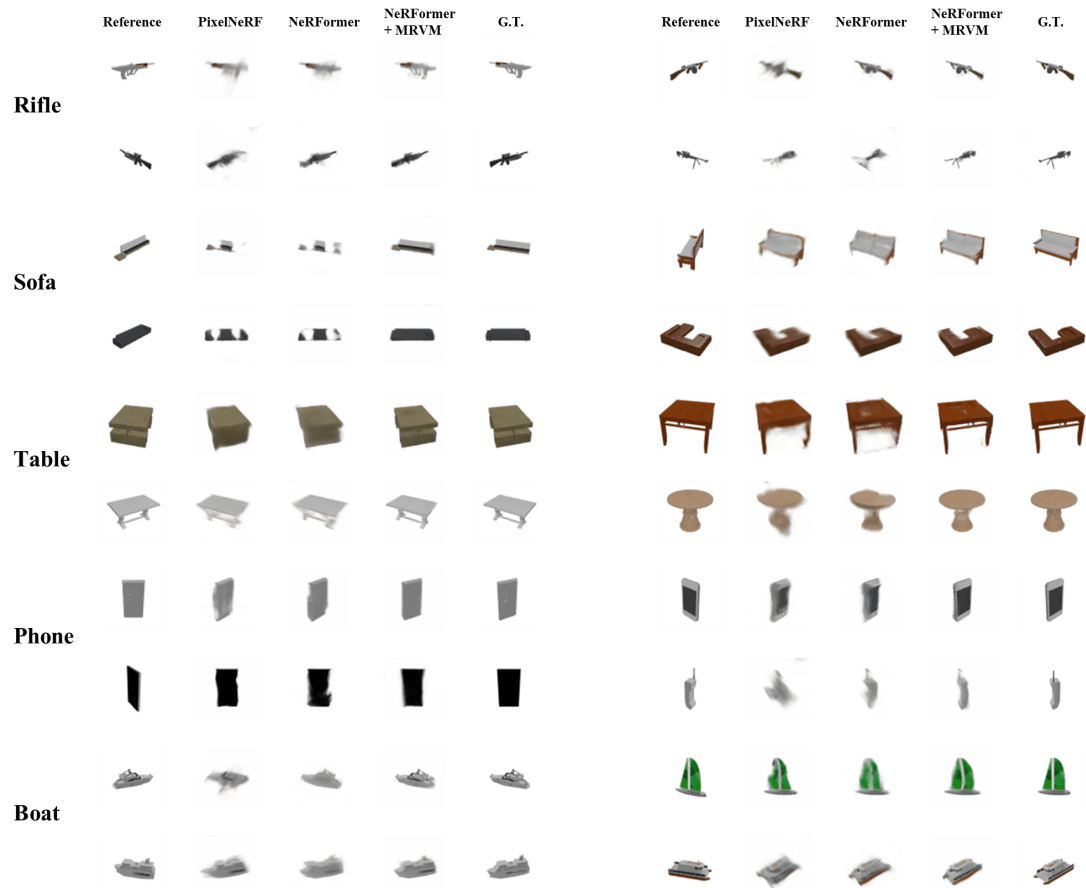 Reference PixelNeRF NeRFormer NeRFormer + MRVM G.T. Reference PixelNeRF NeRFormer NeRFormer + MRVM G.T.
Rifle
Sofa
Table
Phone
Boat